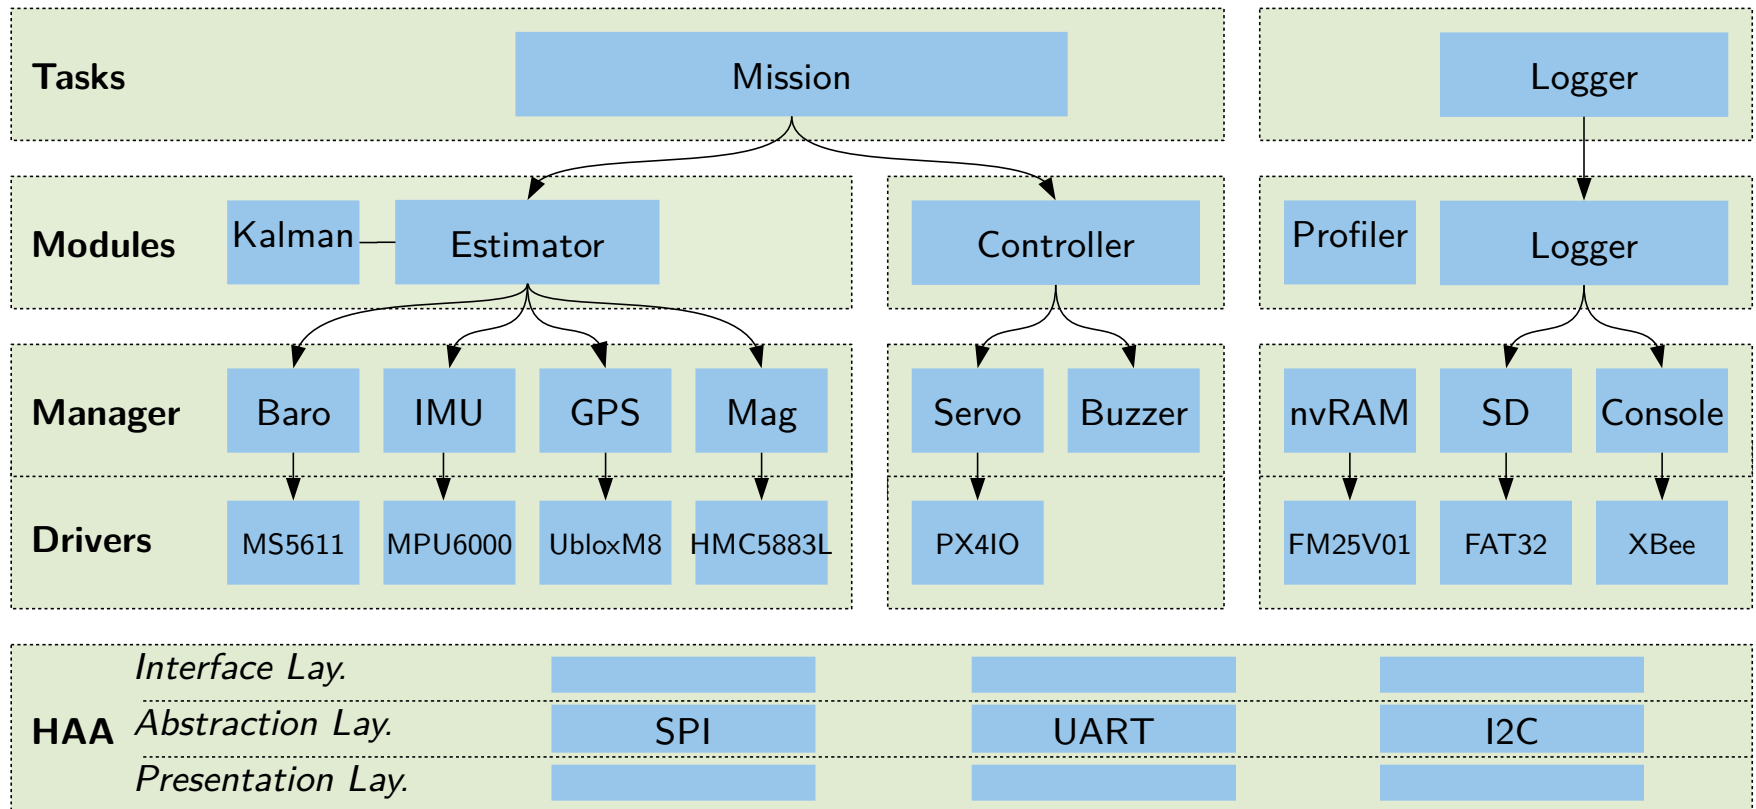 Tasks
Mission
Logger
Modules
Kalman
Estimator
Controller
Profiler
Logger
Manager
Baro
IMU
GPS
Mag
Servo
Buzzer
nvRAM
SD
Console
Drivers
MS5611
MPU6000
UbloxM8
HMC5883L
PX4IO
FM25V01
FAT32
XBee
HAA
Interface Lay.
Abstraction Lay.
SPI
UART
I2C
Presentation Lay.